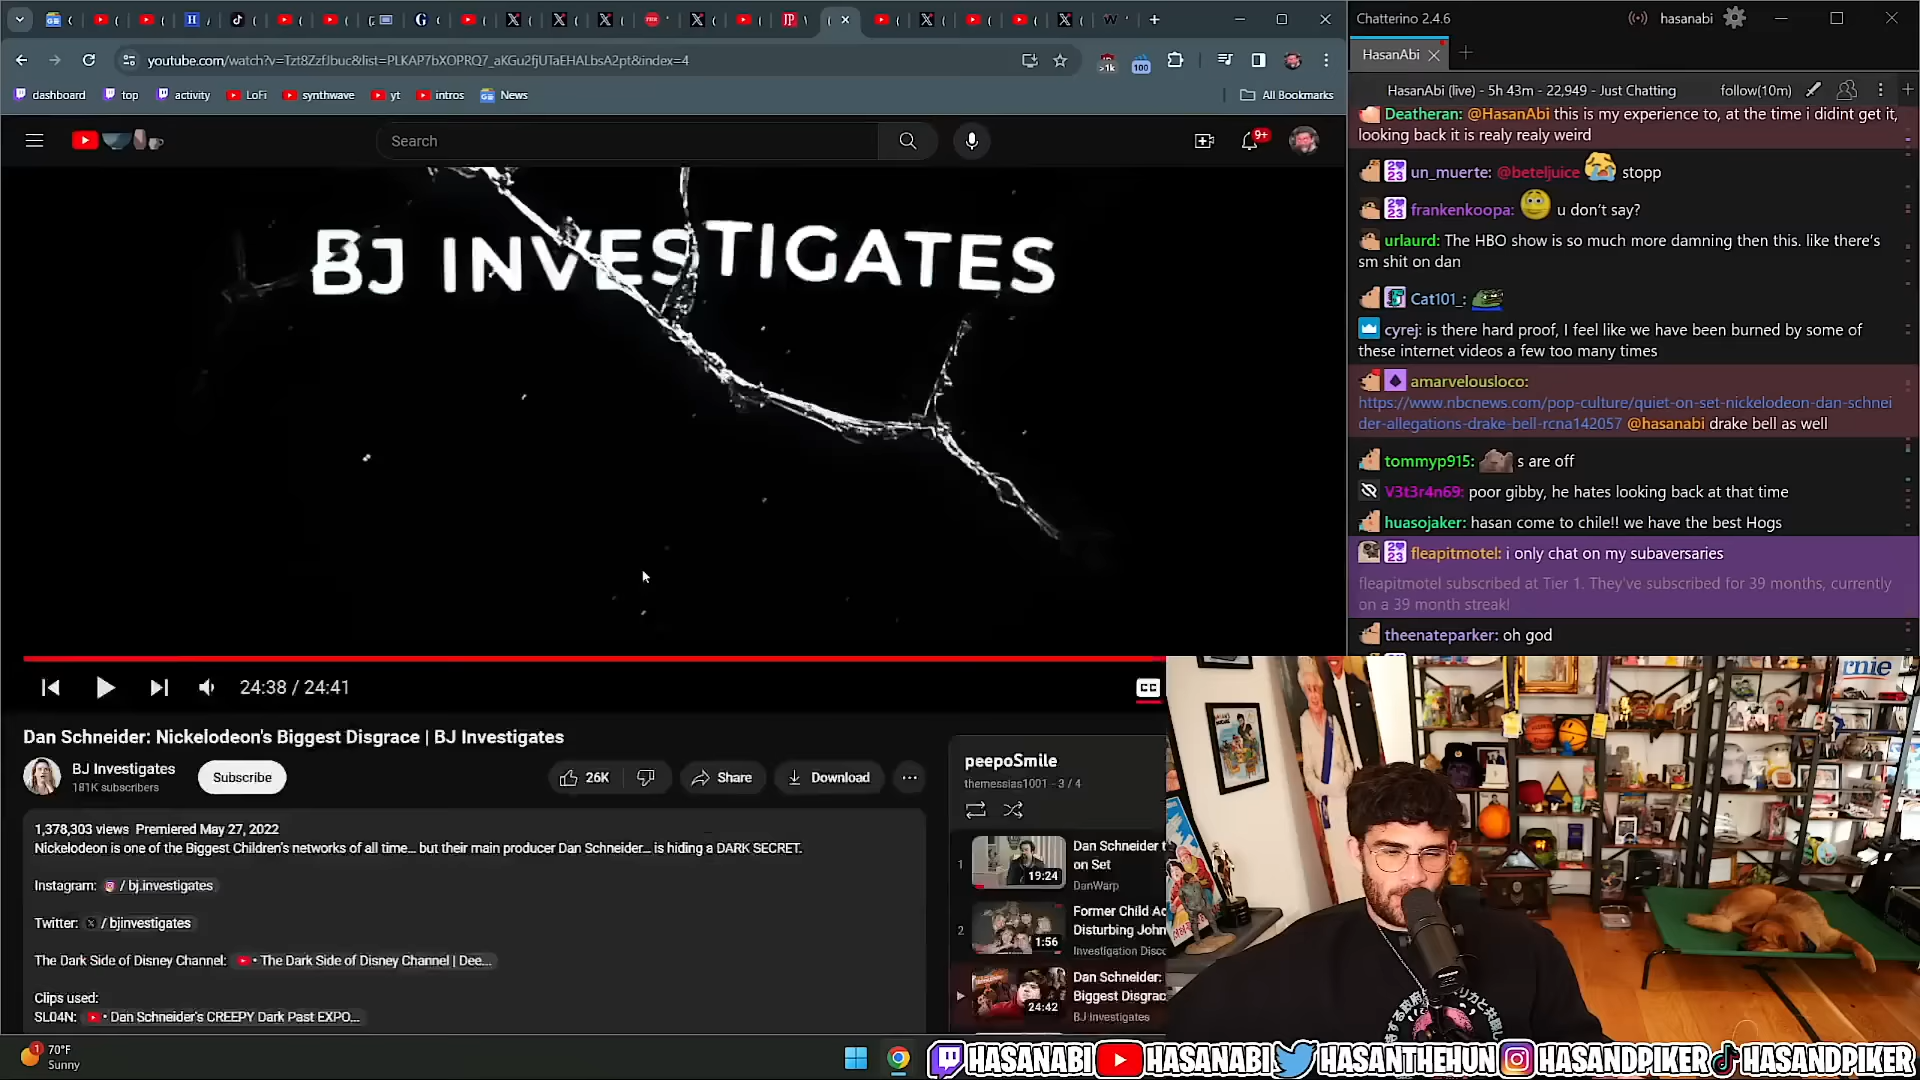 youtube.com/watch?v=Tzt8ZzfJbuc&list=PLKAP7bXOPRQ7_aKGu2fjUTaEHALbsA2pt&index=4
dashboard top activity LoFi synthwave yt intros News All Bookmarks
Search
9+
BJ INVESTIGATES
24:38 / 24:41
CC
Dan Schneider: Nickelodeon's Biggest Disgrace | BJ Investigates
BJ Investigates
181K subscribers
Subscribe
26K
Share
Download
1,378,303 views Premiered May 27, 2022
Nickelodeon is one of the Biggest Children's networks of all time... but their main producer Dan Schneider... is hiding a DARK SECRET.
Instagram: / bj.investigates
Twitter: / bjinvestigates
The Dark Side of Disney Channel: • The Dark Side of Disney Channel | Dee...
Clips used:
SL04N: • Dan Schneider's CREEPY Dark Past EXPO...
peepoSmile
themessias1001 - 3 / 4
1
19:24
Dan Schneider t
on Set
DanWarp
2
1:56
Former Child Ac
Disturbing John
Investigation Disco
24:42
Dan Schneider:
Biggest Disgrac
BJ Investigates
Chatterino 2.4.6
hasanabi
HasanAbi
HasanAbi (live) - 5h 43m - 22,949 - Just Chatting
follow(10m)
Deatheran: @HasanAbi this is my experience to, at the time i didint get it,
looking back it is realy realy weird
un_muerte: @beteljuice stopp
frankenkoopa: u don't say?
urlaurd: The HBO show is so much more damning then this. like there's
sm shit on dan
Cat101_:
cyrej: is there hard proof, I feel like we have been burned by some of
these internet videos a few too many times
amarvelousloco:
https://www.nbcnews.com/pop-culture/quiet-on-set-nickelodeon-dan-schnei
der-allegations-drake-bell-rcna142057 @hasanabi drake bell as well
tommyp915: s are off
V3t3r4n69: poor gibby, he hates looking back at that time
huasojaker: hasan come to chile!! we have the best Hogs
fleapitmotel: i only chat on my subaversaries
fleapitmotel subscribed at Tier 1. They've subscribed for 39 months, currently
on a 39 month streak!
theenateparker: oh god
rnie
1
70°F
Sunny
HASANABI HASANABI HASANTHEHUN HASANDPIKER HASANDPIKER